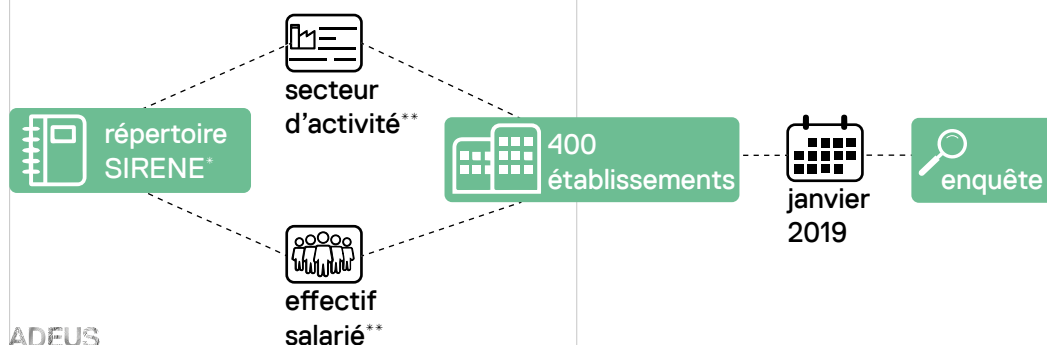 secteur
d'activité**
répertoire
SIRENE*
400
établissements
enquête
janvier
2019
effectif
salarié**
ADEUS